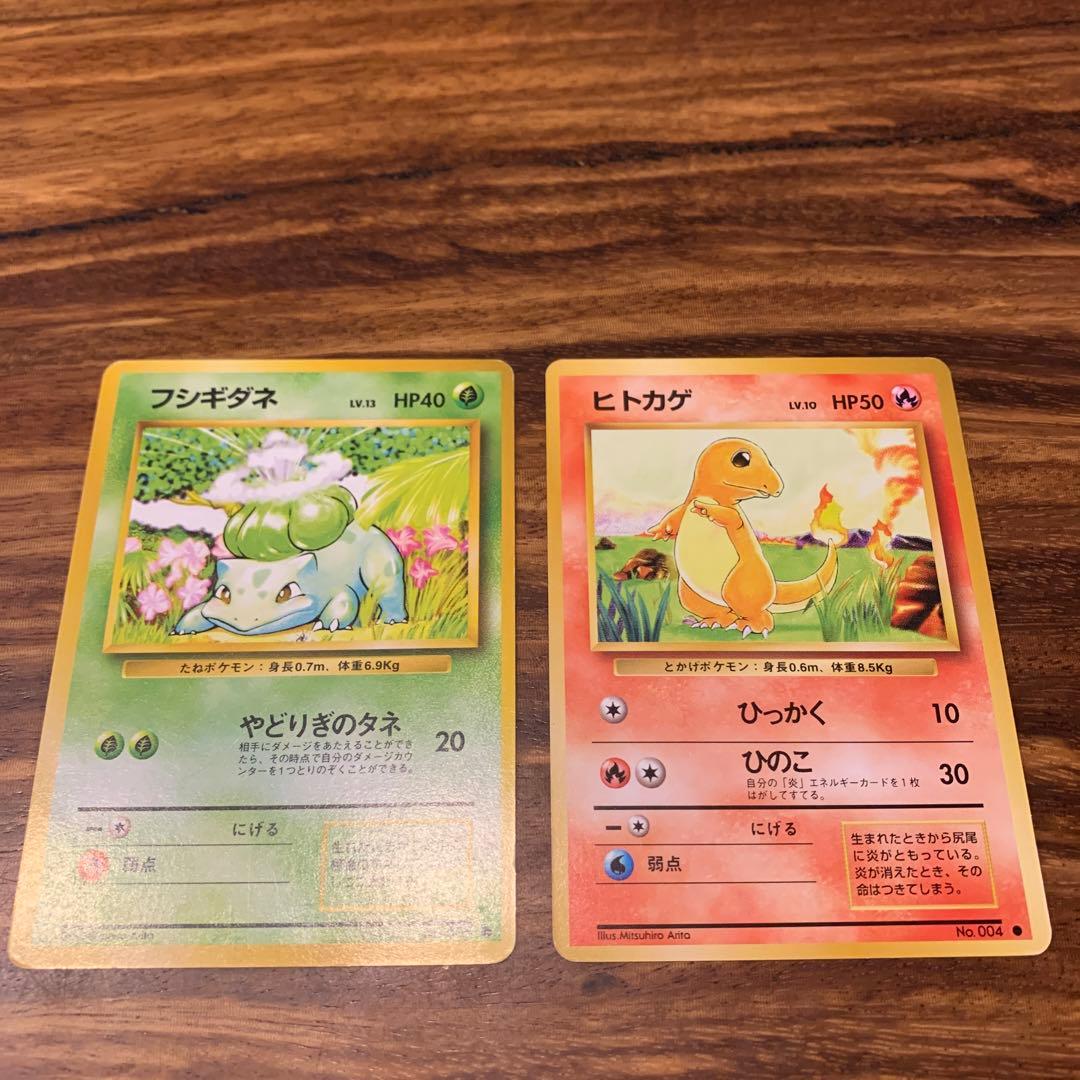 フシギダネ LV.13 HP40
たねポケモン：身長0.7m、体重6.9Kg
やどりぎのタネ 20
相手にダメージをあたえることができ
たら、その時点で自分のダメージカウ
ンターを1つとりのぞくことができる。
にげる
弱点
Arita
ヒトカゲ LV.10 HP50
とかげポケモン：身長0.6m、体重8.5Kg
ひっかく 10
ひのこ 30
自分の「炎」エネルギーカードを1枚
はがしてすてる。
にげる
弱点
生まれたときから尻尾
に炎がともっている。
炎が消えたとき、その
命はつきてしまう。
Illus.Mitsuhiro Arita
No.004